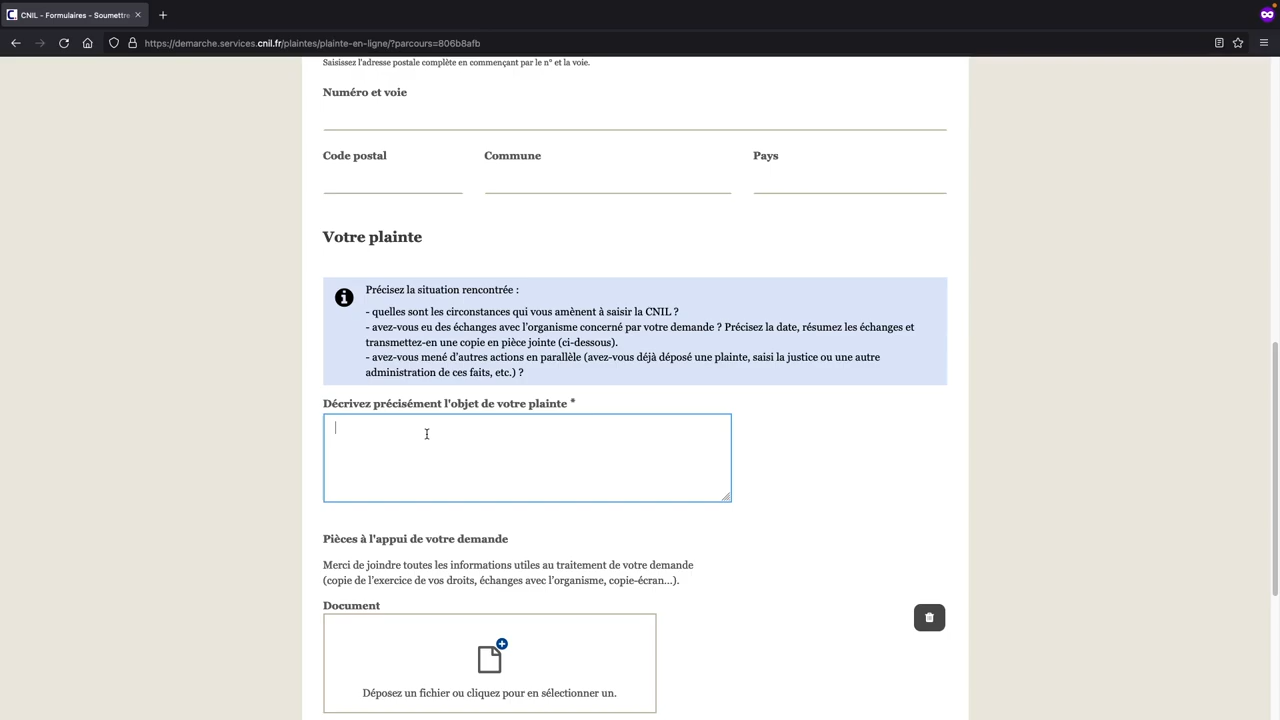 CNIL - Formulaires - Soumettre
https://demarche.services.cnil.fr/plaintes/plainte-en-ligne/?parcours=806b8afb
Saisissez l'adresse postale complète en commençant par le n° et la voie.
Numéro et voie
Code postal
Commune
Pays
Votre plainte
Précisez la situation rencontrée :
- quelles sont les circonstances qui vous amènent à saisir la CNIL ?
- avez-vous eu des échanges avec l'organisme concerné par votre demande ? Précisez la date, résumez les échanges et
transmettez-en une copie en pièce jointe (ci-dessous).
- avez-vous mené d'autres actions en parallèle (avez-vous déjà déposé une plainte, saisi la justice ou une autre
administration de ces faits, etc.) ?
Décrivez précisément l'objet de votre plainte *
Pièces à l'appui de votre demande
Merci de joindre toutes les informations utiles au traitement de votre demande
(copie de l'exercice de vos droits, échanges avec l'organisme, copie-écran...).
Document
Déposez un fichier ou cliquez pour en sélectionner un.